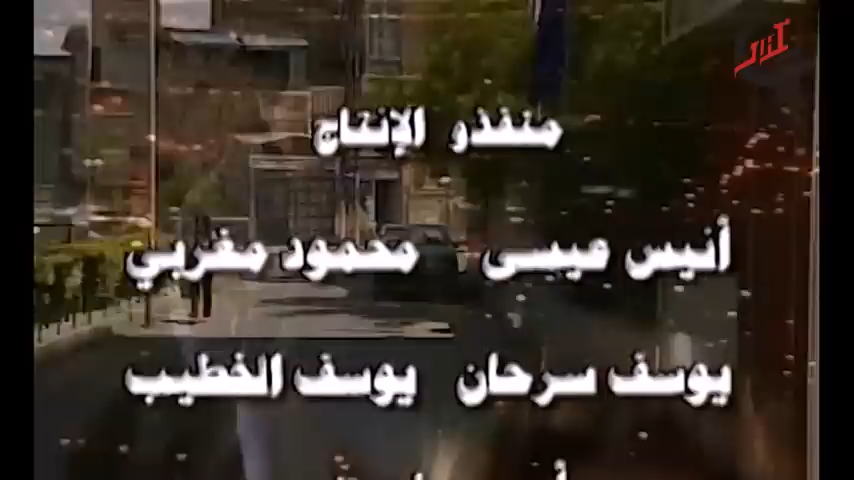 منفذو الإنتاج
أنيس عيسى محمود مغربي
يوسف سرحان يوسف الخطيب